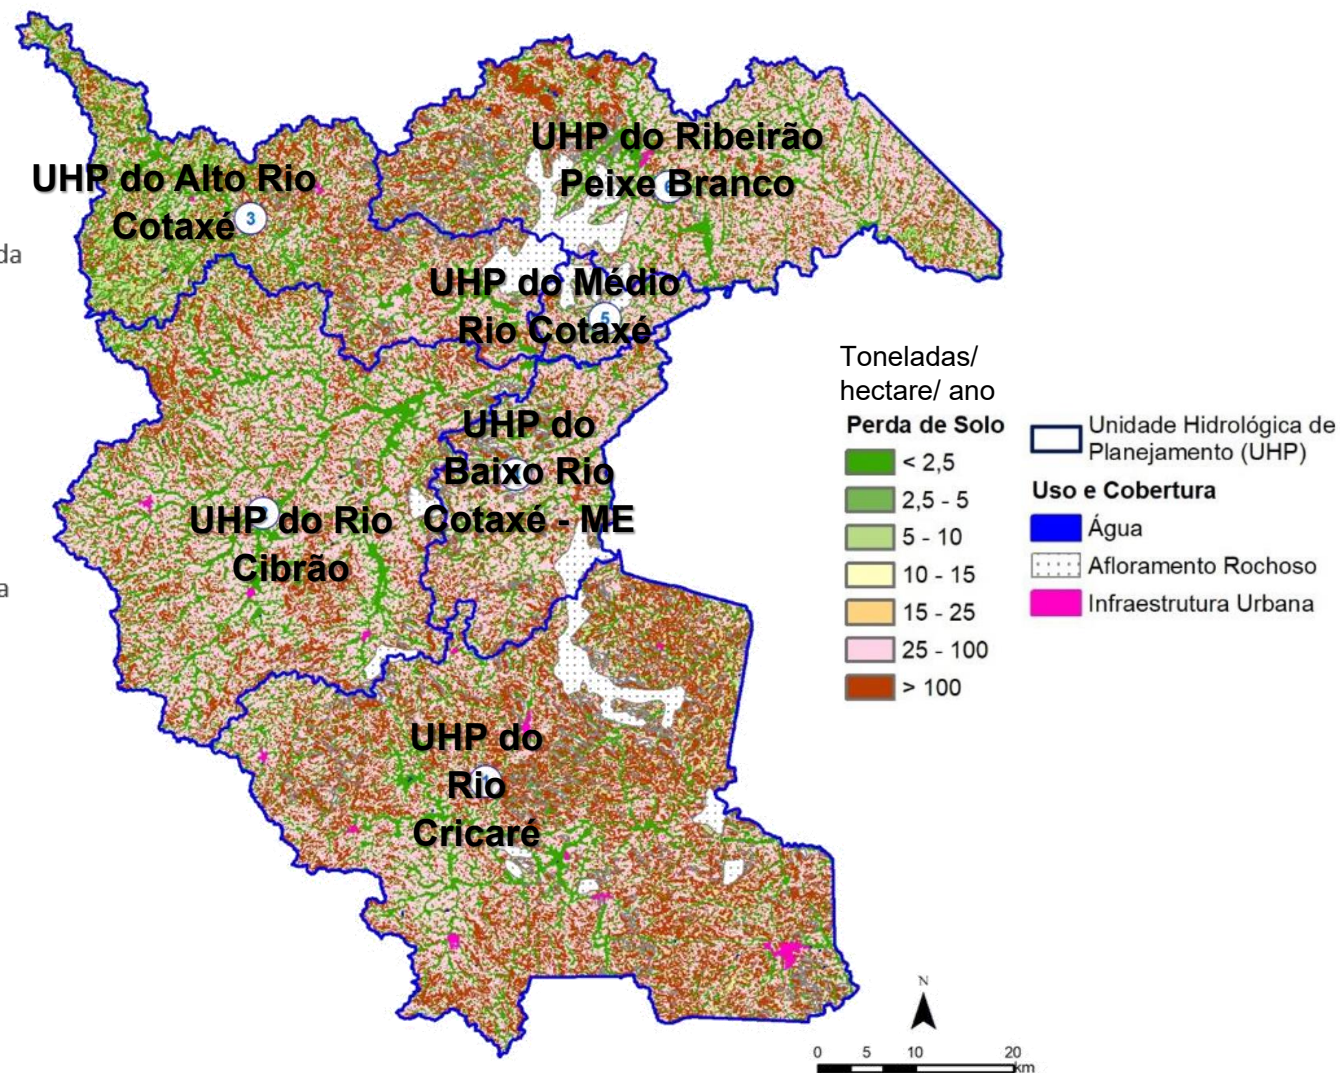 UHP do Ribeirão
Peixe Branco
UHP do Alto Rio
Cotaxé
3
da
UHP do Médio
Rio Cotaxé
5
UHP do
Baixo Rio
Cotaxé - ME
UHP do Rio
Cibrão
a
UHP do
Rio
Cricaré
Toneladas/
hectare/ ano
Perda de Solo
< 2,5
2,5 - 5
5 - 10
10 - 15
15 - 25
25 - 100
> 100
Unidade Hidrológica de
Planejamento (UHP)
Uso e Cobertura
Água
Afloramento Rochoso
Infraestrutura Urbana
N
0 5 10 20
km